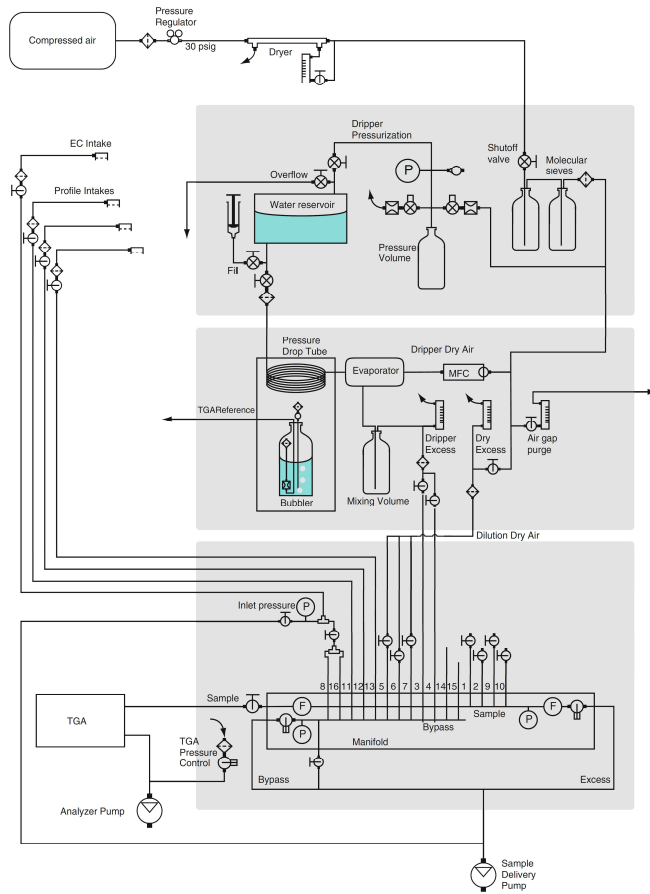 Pressure
Regulator
Compressed air
30 psig
Dryer
EC Intake
Dripper
Pressurization
Shutoff
valve
Molecular
sieves
P
Profile Intakes
Overflow
Water reservoir
Pressure
Volume
Fill
Pressure
Drop Tube
Dripper Dry Air
Evaporator
MFC
TGAReference
Dripper
Excess
Dry
Excess
Air gap
purge
Bubbler
Mixing Volume
Dilution Dry Air
Inlet pressure
P
8 16 11 12 13 5 6 7 3 4 14 15 1 2 9 10
Sample
F
Sample
F
TGA
Bypass
P
P
TGA
Pressure
Control
Manifold
Bypass
Excess
Analyzer Pump
Sample
Delivery
Pump